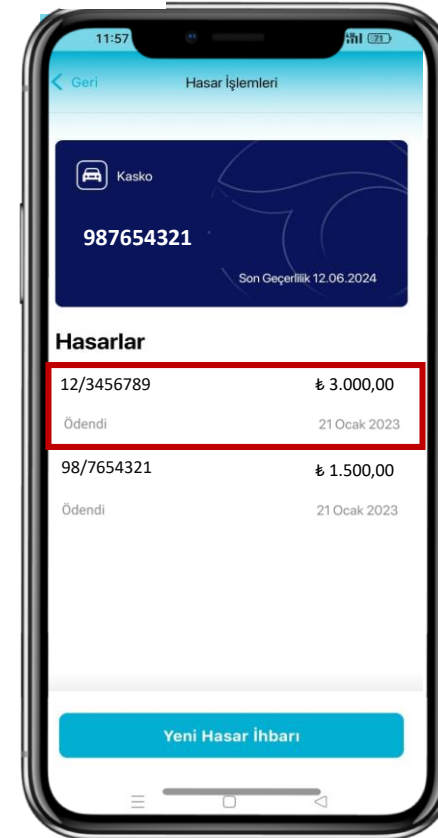 11:57
71
Geri
Hasar İşlemleri
Kasko
987654321
Son Geçerlilik 12.06.2024
Hasarlar
12/3456789
₺ 3.000,00
Ödendi
21 Ocak 2023
98/7654321
₺ 1.500,00
Ödendi
21 Ocak 2023
Yeni Hasar İhbarı